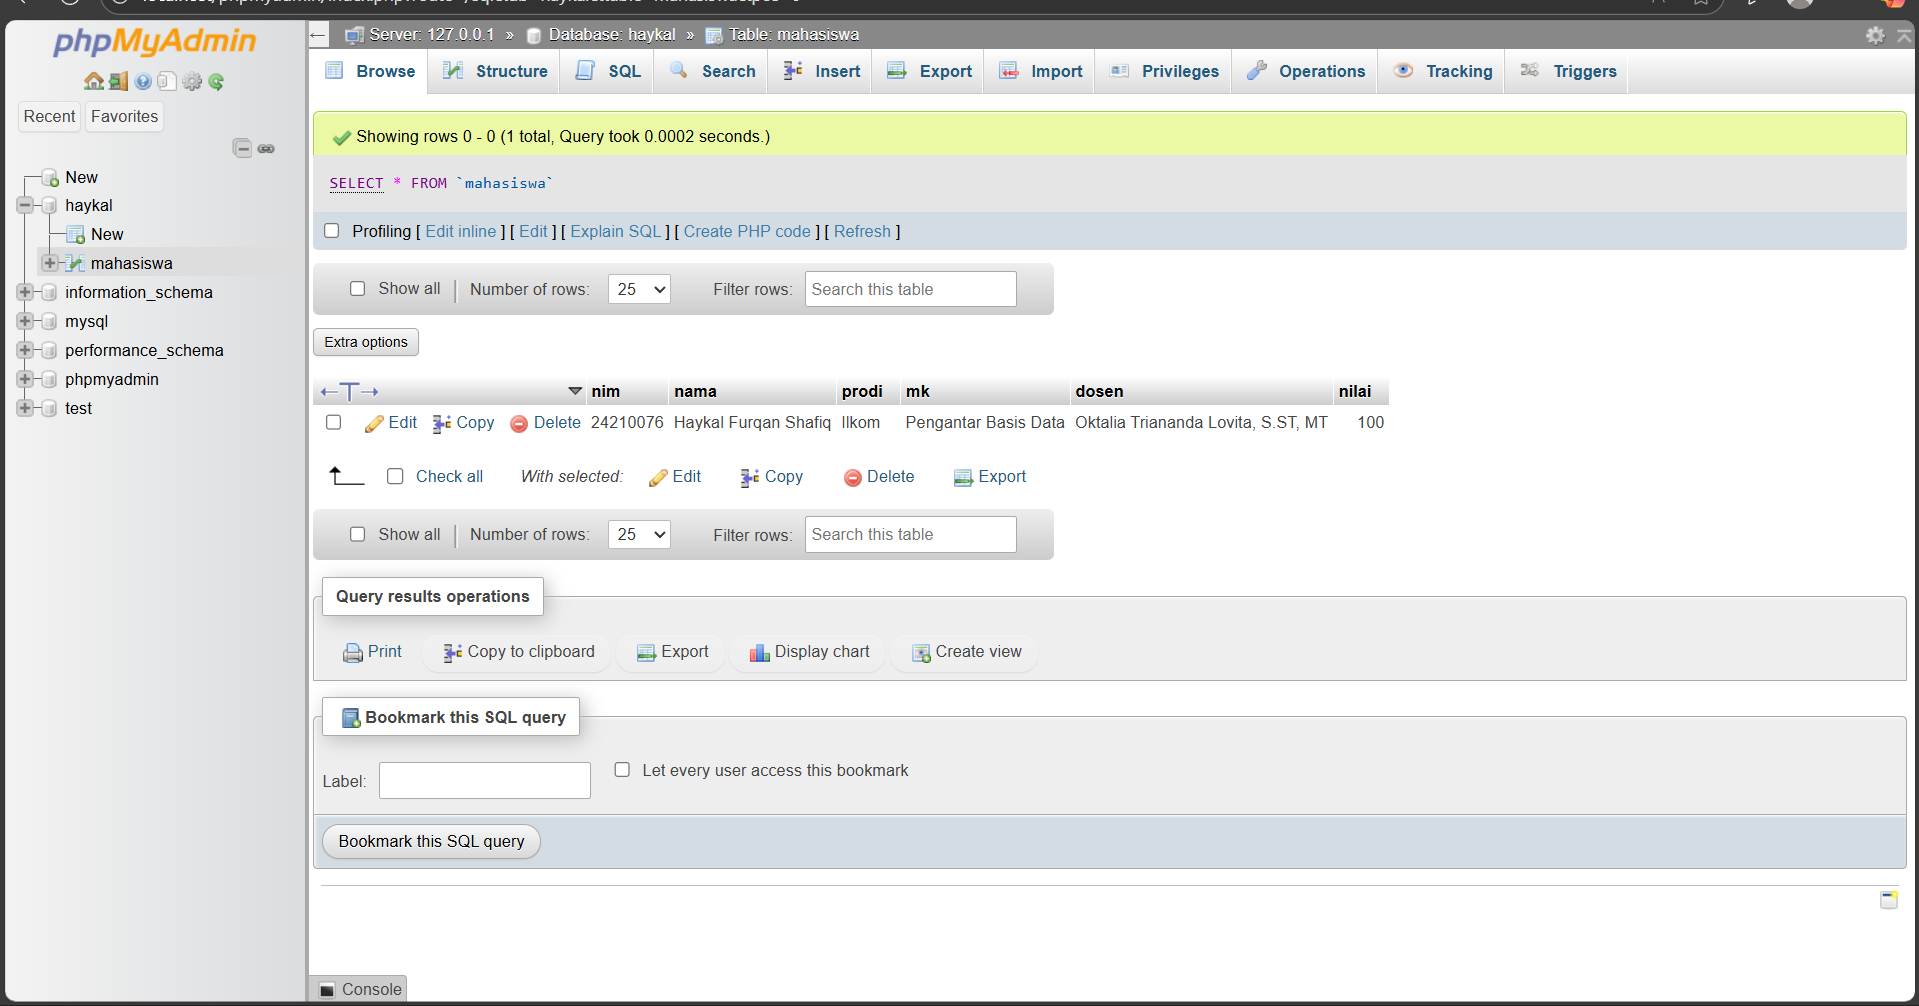 phpMyAdmin
Recent Favorites
New
haykal
New
mahasiswa
information_schema
mysql
performance_schema
phpmyadmin
test
Server: 127.0.0.1 » Database: haykal » Table: mahasiswa
Browse Structure SQL Search Insert Export Import Privileges Operations Tracking Triggers
Showing rows 0 - 0 (1 total, Query took 0.0002 seconds.)
SELECT * FROM `mahasiswa`
Profiling [ Edit inline ] [ Edit ] [ Explain SQL ] [ Create PHP code ] [ Refresh ]
Show all | Number of rows: 25 Filter rows: Search this table
Extra options
nim nama prodi mk dosen nilai
Edit Copy Delete 24210076 Haykal Furqan Shafiq Ilkom Pengantar Basis Data Oktalia Triananda Lovita, S.ST, MT 100
Check all With selected: Edit Copy Delete Export
Show all | Number of rows: 25 Filter rows: Search this table
Query results operations
Print Copy to clipboard Export Display chart Create view
Bookmark this SQL query
Label: Let every user access this bookmark
Bookmark this SQL query
Console